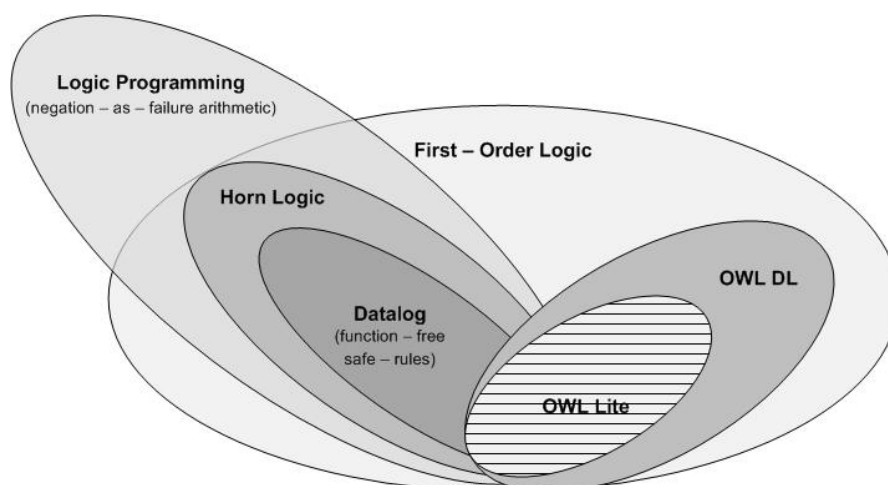 Logic Programming
(negation – as – failure arithmetic)
First – Order Logic
Horn Logic
OWL DL
Datalog
(function – free
safe – rules)
OWL Lite